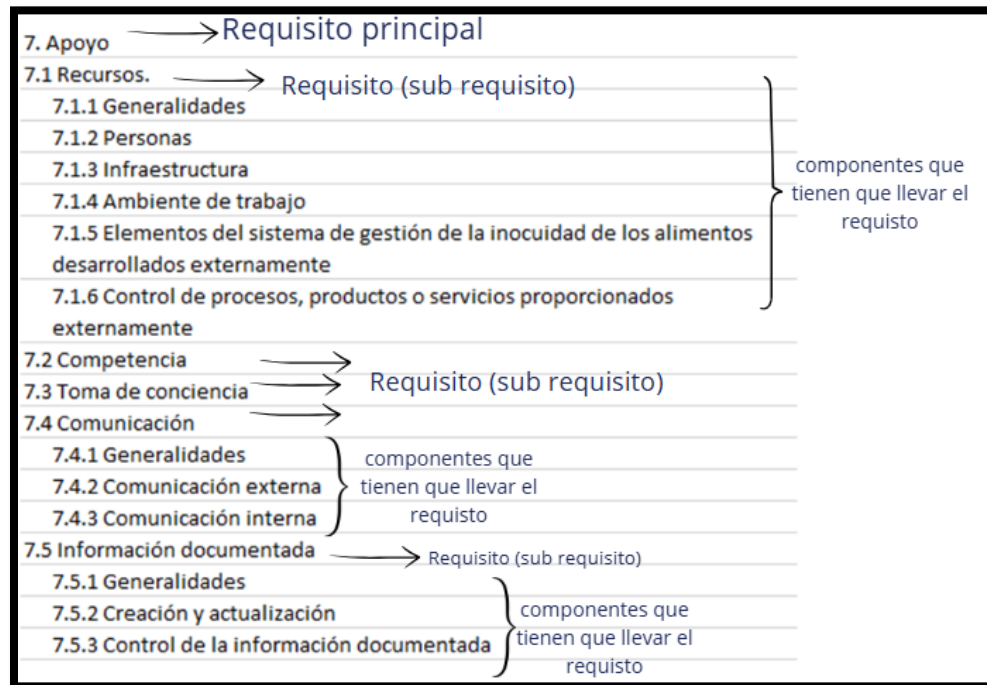 7. Apoyo Requisito principal
7.1 Recursos. Requisito (sub requisito)
7.1.1 Generalidades
7.1.2 Personas
7.1.3 Infraestructura
7.1.4 Ambiente de trabajo
7.1.5 Elementos del sistema de gestión de la inocuidad de los alimentos
desarrollados externamente
7.1.6 Control de procesos, productos o servicios proporcionados
externamente
componentes que
tienen que llevar el
requisto
7.2 Competencia
7.3 Toma de conciencia
7.4 Comunicación
Requisito (sub requisito)
7.4.1 Generalidades
7.4.2 Comunicación externa
7.4.3 Comunicación interna
componentes que
tienen que llevar el
requisto
7.5 Información documentada Requisito (sub requisito)
7.5.1 Generalidades
7.5.2 Creación y actualización
7.5.3 Control de la información documentada
componentes que
tienen que llevar el
requisto